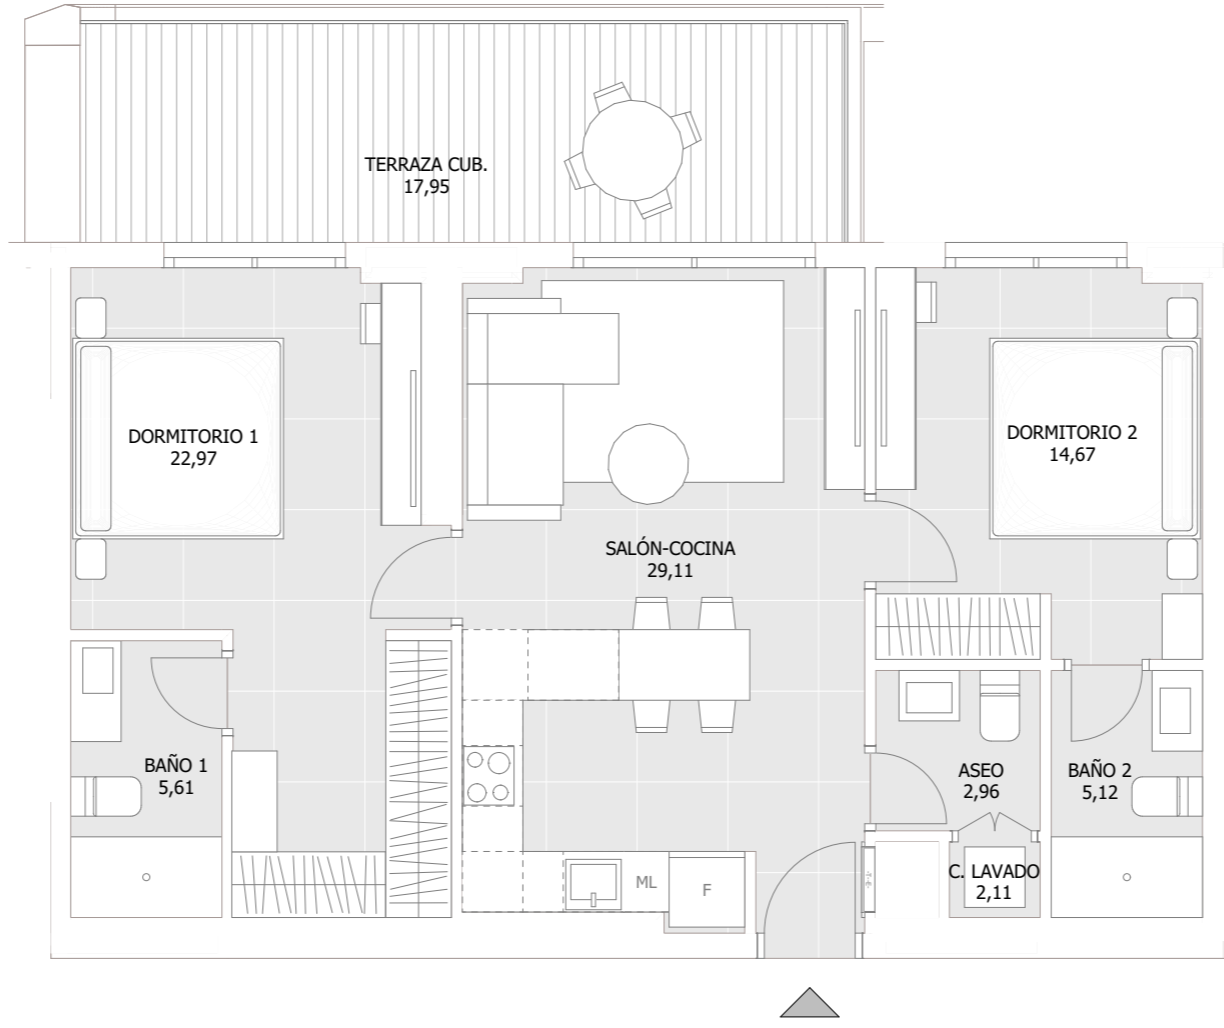 TERRAZA CUB.
17,95
DORMITORIO 1
22,97
DORMITORIO 2
14,67
SALÓN-COCINA
29,11
BAÑO 1
5,61
ASEO
2,96
BAÑO 2
5,12
C. LAVADO
2,11
ML
F